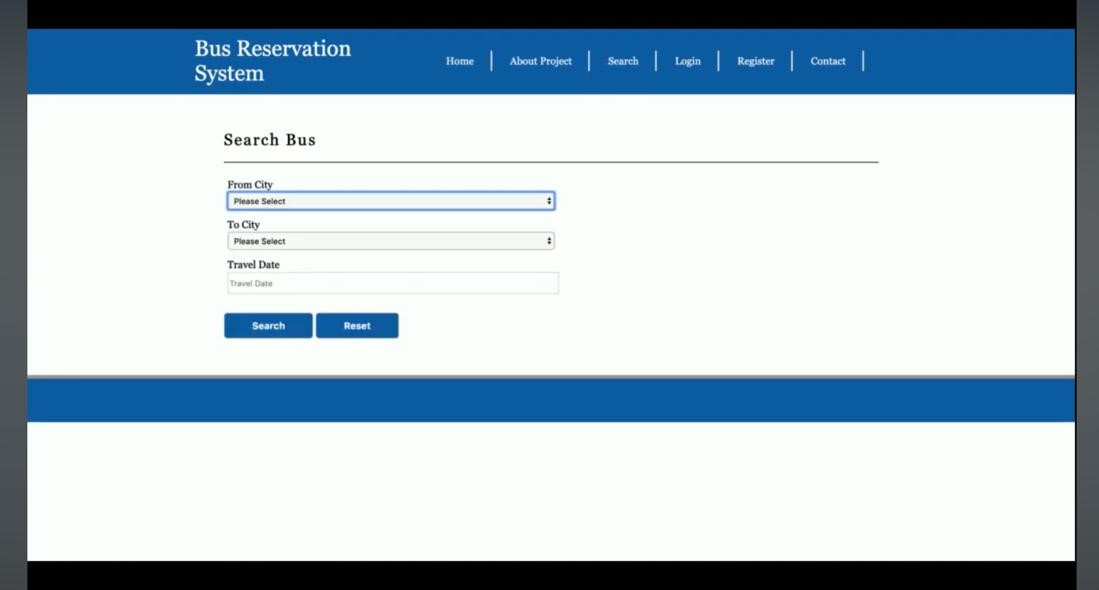 Bus Reservation
System
Home
About Project
Search
Login
Register
Contact
Search Bus
From City
Please Select
To City
Please Select
Travel Date
Travel Date
Search
Reset